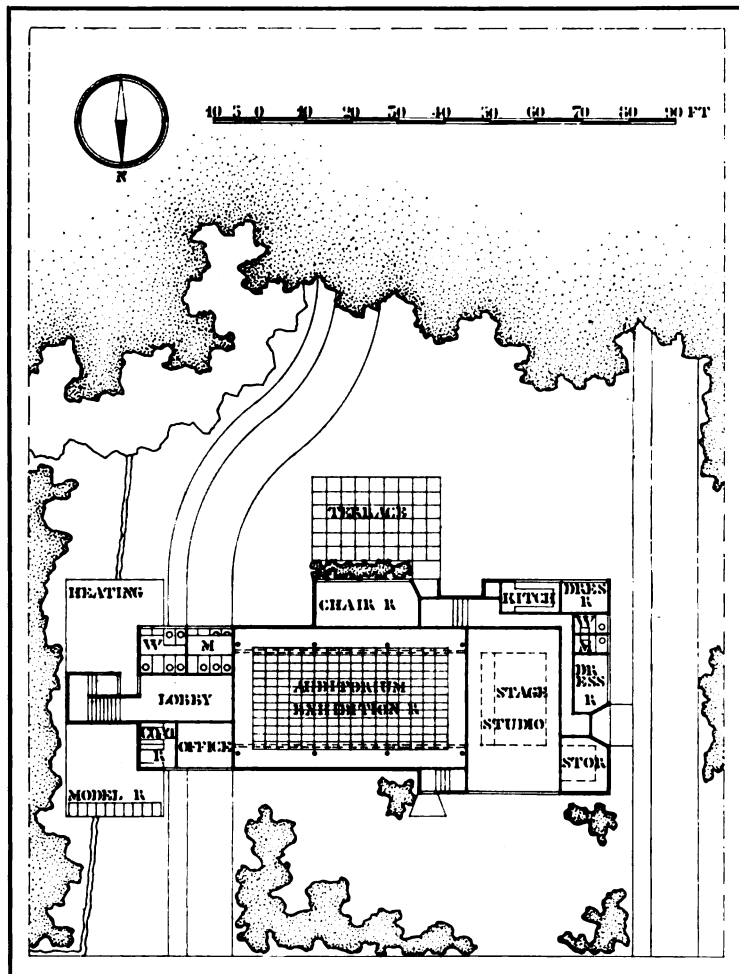 10 5 0 10 20 30 40 50 60 70 80 90 FT
N
TERRACE
HEATING
CHAIR R
KITCH
DRES
R
W
M
W
M
LOBBY
AUDITORIUM
EXHIBITION R
STAGE
STUDIO
DR
ESS
R
OFFICE
R
STOR
MODEL R